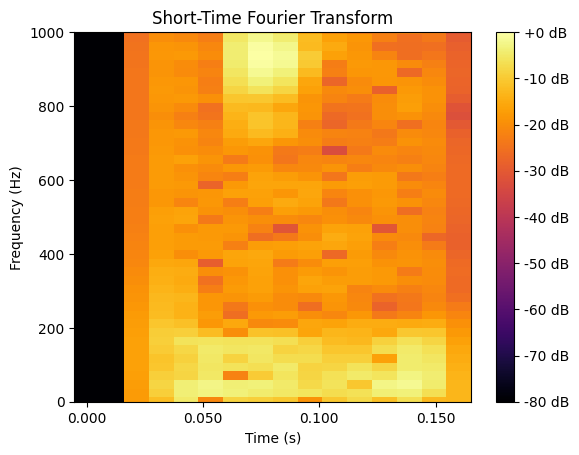 Short-Time Fourier Transform
1000
800
600
400
200
0
Frequency (Hz)
0.000
0.050
0.100
0.150
Time (s)
+0 dB
-10 dB
-20 dB
-30 dB
-40 dB
-50 dB
-60 dB
-70 dB
-80 dB